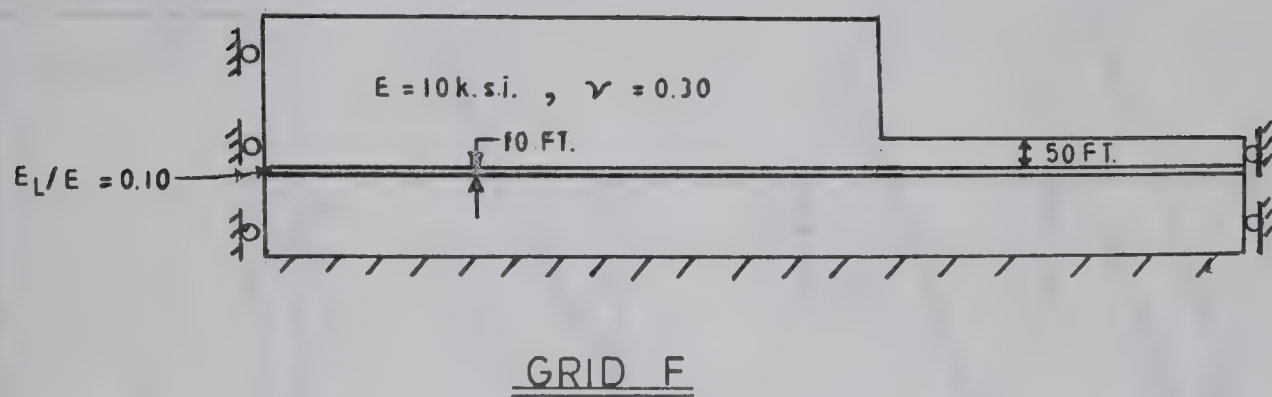 E = 10 k.s.i. , ν = 0.30
10 FT.
50 FT.
E_L/E = 0.10
GRID F